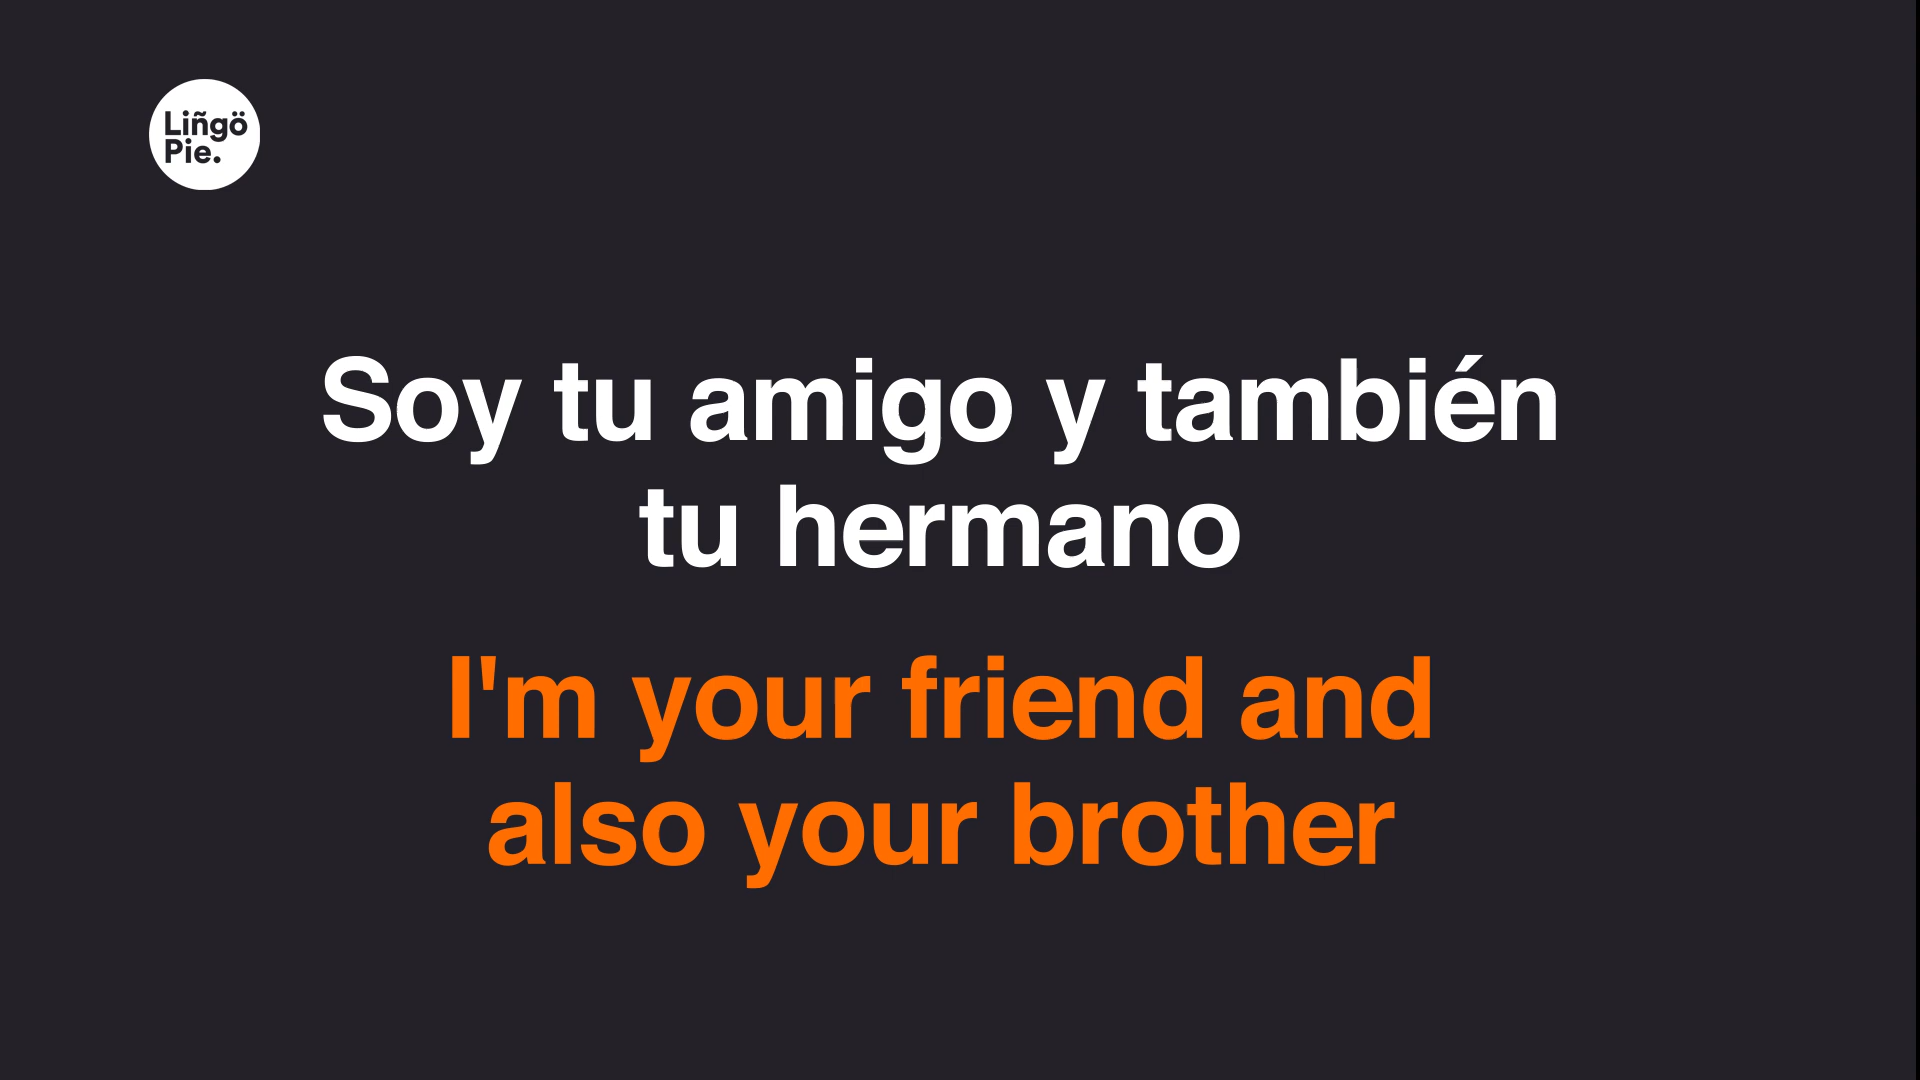 Liñgö
Pie.
Soy tu amigo y también
tu hermano
I'm your friend and
also your brother